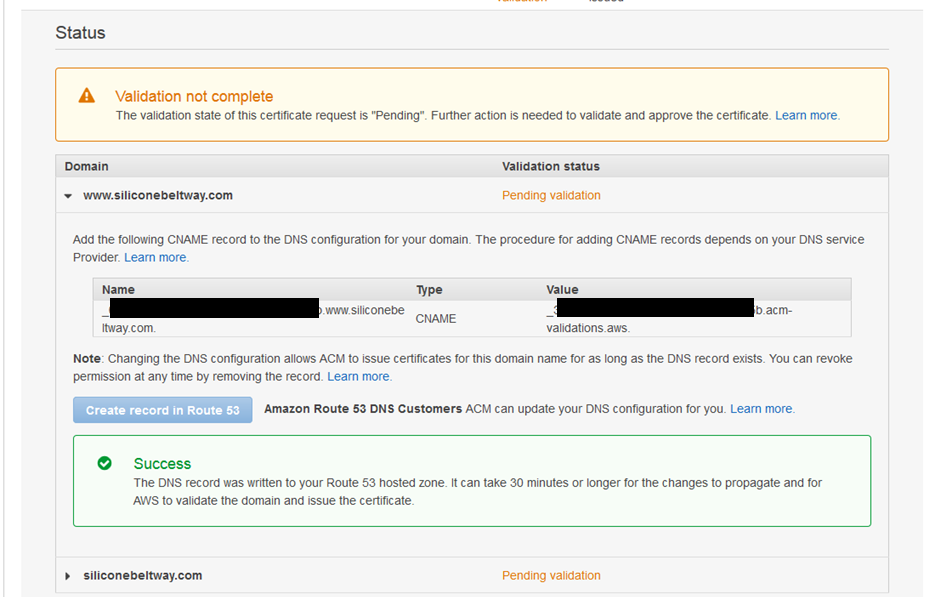 Status
Validation not complete
The validation state of this certificate request is "Pending". Further action is needed to validate and approve the certificate. Learn more.
Domain Validation status
www.siliconebeltway.com Pending validation
Add the following CNAME record to the DNS configuration for your domain. The procedure for adding CNAME records depends on your DNS service
Provider. Learn more.
Name Type Value
.www.siliconebe CNAME b.acm-
ltway.com. validations.aws.
Note: Changing the DNS configuration allows ACM to issue certificates for this domain name for as long as the DNS record exists. You can revoke
permission at any time by removing the record. Learn more.
Create record in Route 53 Amazon Route 53 DNS Customers ACM can update your DNS configuration for you. Learn more.
Success
The DNS record was written to your Route 53 hosted zone. It can take 30 minutes or longer for the changes to propagate and for
AWS to validate the domain and issue the certificate.
siliconebeltway.com Pending validation